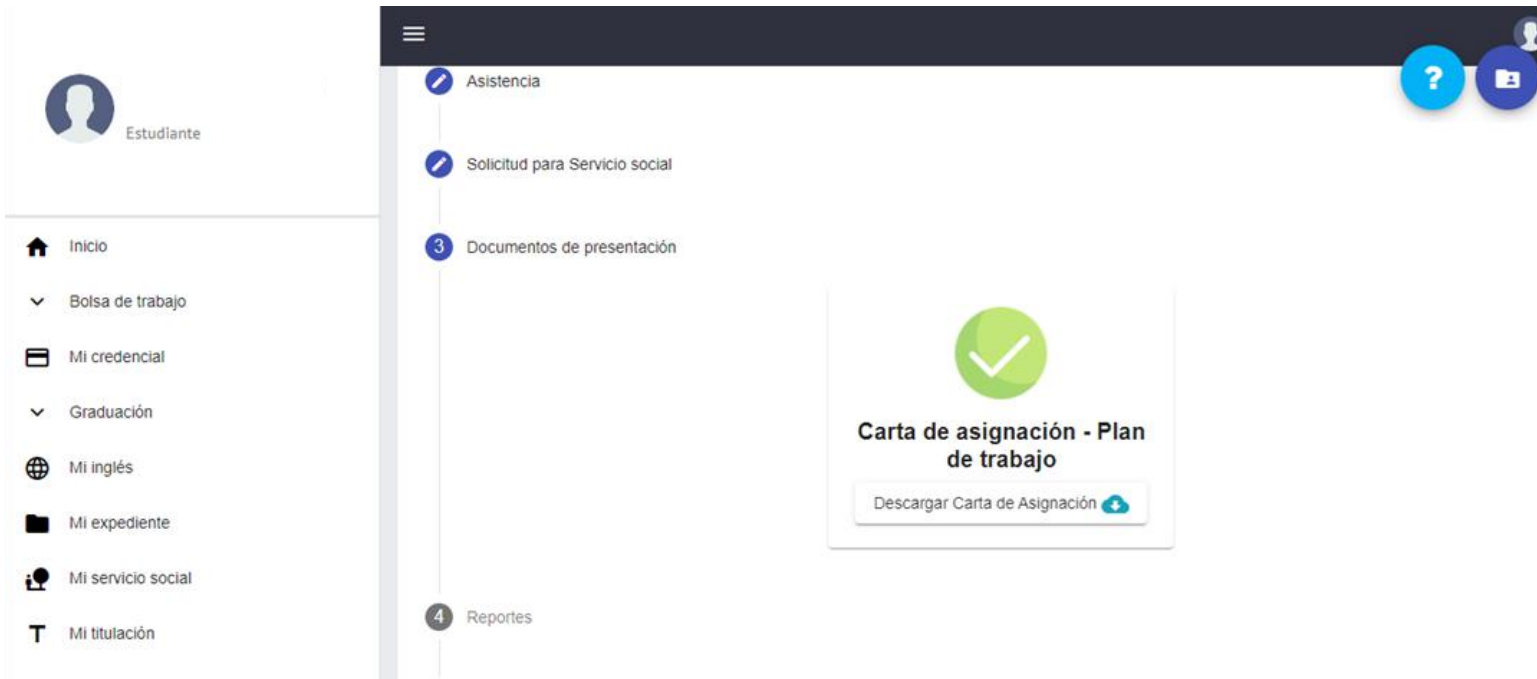 Estudiante
Inicio
Bolsa de trabajo
Mi credencial
Graduación
Mi inglés
Mi expediente
Mi servicio social
Mi titulación
?
Asistencia
Solicitud para Servicio social
3 Documentos de presentación
Carta de asignación - Plan
de trabajo
Descargar Carta de Asignación
4 Reportes